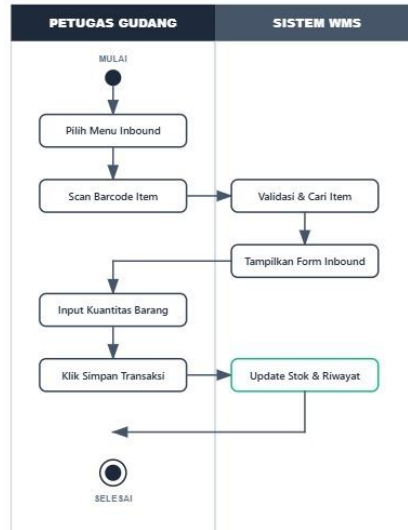 PETUGAS GUDANG
SISTEM WMS
MULAI
Pilih Menu Inbound
Scan Barcode Item
Validasi & Cari Item
Tampilkan Form Inbound
Input Kuantitas Barang
Klik Simpan Transaksi
Update Stok & Riwayat
SELESAI